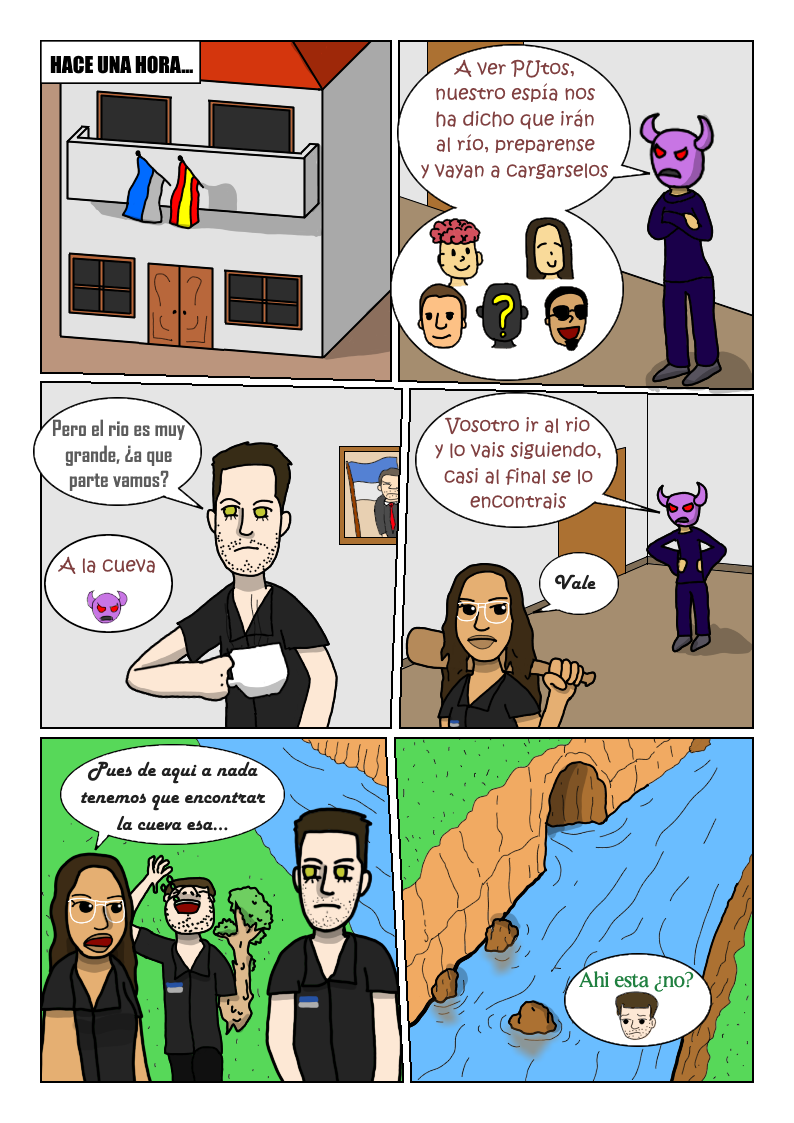 HACE UNA HORA...
A ver PUtos,
nuestro espía nos
ha dicho que irán
al río, preparense
y vayan a cargarselos
?
Pero el rio es muy
grande, ¿a que
parte vamos?
A la cueva
Vosotro ir al rio
y lo vais siguiendo,
casi al final se lo
encontrais
Vale
Pues de aqui a nada
tenemos que encontrar
la cueva esa...
Ahi esta ¿no?